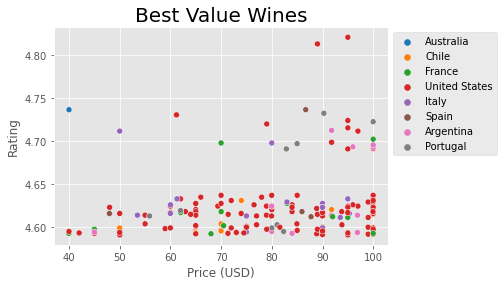 Best Value Wines
4.80
4.75
4.70
4.65
4.60
Rating
40
50
60
70
80
90
100
Price (USD)
Australia
Chile
France
United States
Italy
Spain
Argentina
Portugal